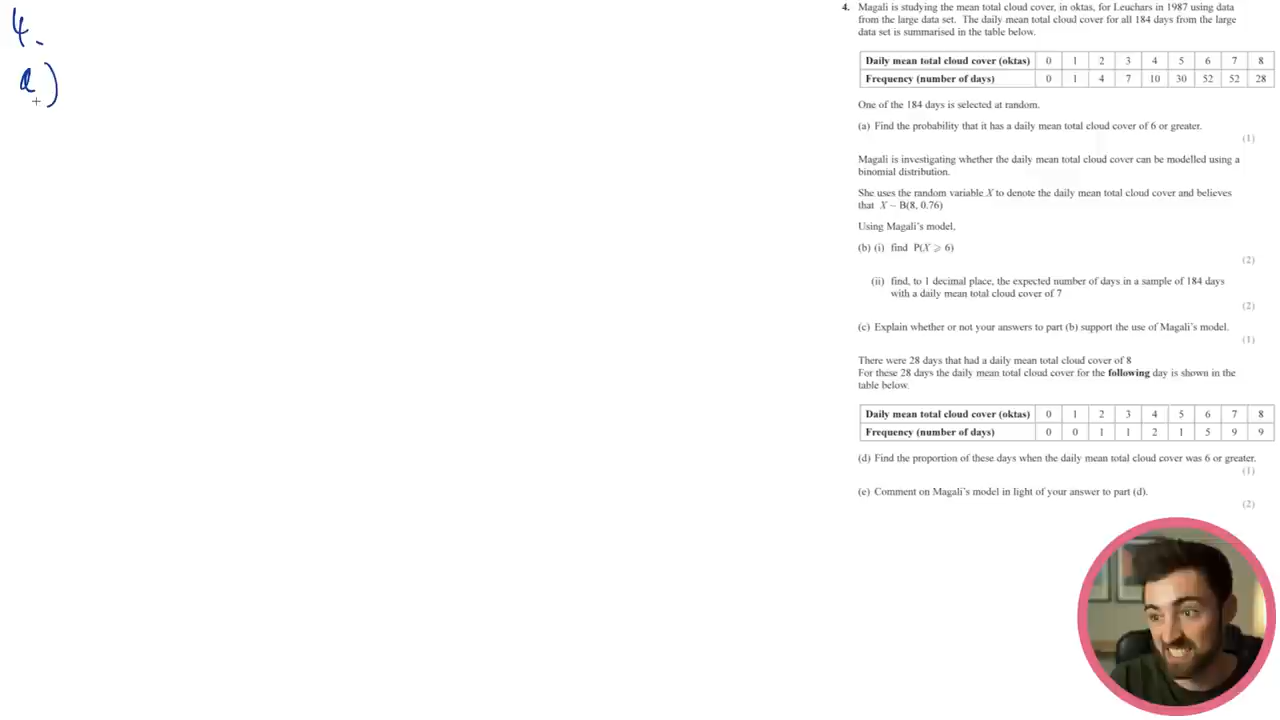 4.
a)
4. Magali is studying the mean total cloud cover, in oktas, for Leuchars in 1987 using data
from the large data set. The daily mean total cloud cover for all 184 days from the large
data set is summarised in the table below.
Daily mean total cloud cover (oktas) 0 1 2 3 4 5 6 7 8
Frequency (number of days) 0 1 4 7 10 30 52 52 28
One of the 184 days is selected at random.
(a) Find the probability that it has a daily mean total cloud cover of 6 or greater.
(1)
Magali is investigating whether the daily mean total cloud cover can be modelled using a
binomial distribution.
She uses the random variable X to denote the daily mean total cloud cover and believes
that X ~ B(8, 0.76)
Using Magali's model,
(b) (i) find P(X ⩾ 6)
(2)
(ii) find, to 1 decimal place, the expected number of days in a sample of 184 days
with a daily mean total cloud cover of 7
(2)
(c) Explain whether or not your answers to part (b) support the use of Magali's model.
(1)
There were 28 days that had a daily mean total cloud cover of 8
For these 28 days the daily mean total cloud cover for the following day is shown in the
table below.
Daily mean total cloud cover (oktas) 0 1 2 3 4 5 6 7 8
Frequency (number of days) 0 0 1 1 2 1 5 9 9
(d) Find the proportion of these days when the daily mean total cloud cover was 6 or greater.
(1)
(e) Comment on Magali's model in light of your answer to part (d).
(2)